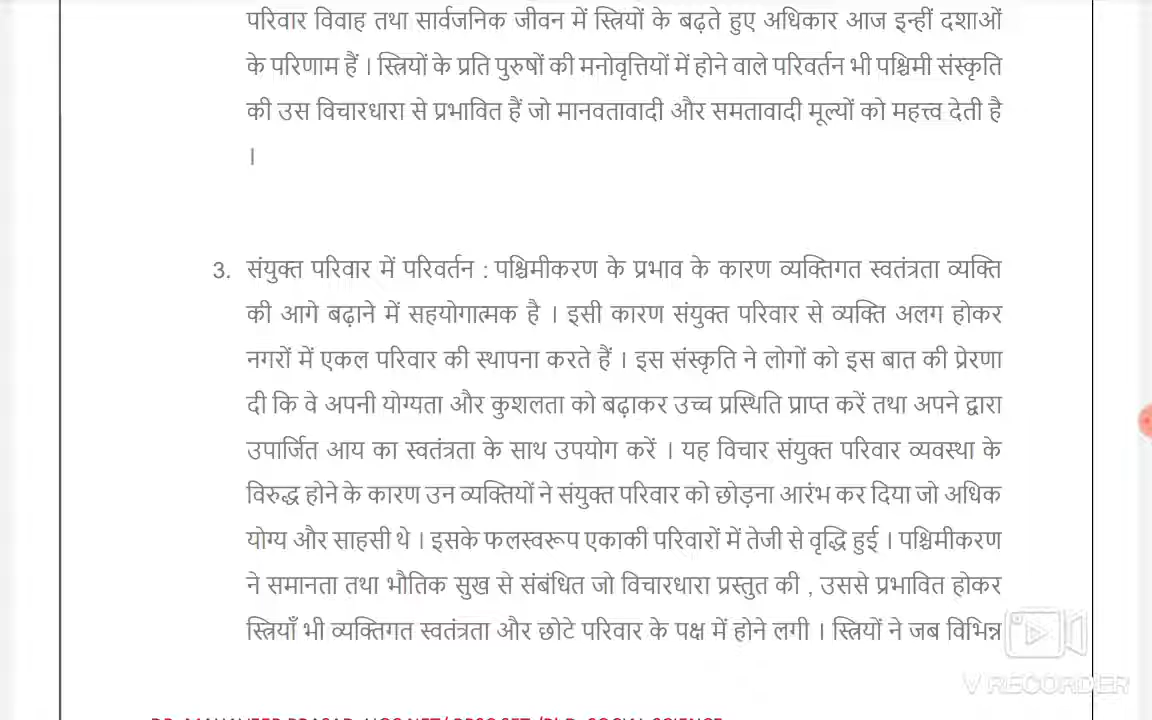 परिवार विवाह तथा सार्वजनिक जीवन में स्त्रियों के बढ़ते हुए अधिकार आज इन्हीं दशाओं
के परिणाम हैं । स्त्रियों के प्रति पुरुषों की मनोवृत्तियों में होने वाले परिवर्तन भी पश्चिमी संस्कृति
की उस विचारधारा से प्रभावित हैं जो मानवतावादी और समतावादी मूल्यों को महत्त्व देती है
।
3. संयुक्त परिवार में परिवर्तन : पश्चिमीकरण के प्रभाव के कारण व्यक्तिगत स्वतंत्रता व्यक्ति
की आगे बढ़ाने में सहयोगात्मक है । इसी कारण संयुक्त परिवार से व्यक्ति अलग होकर
नगरों में एकल परिवार की स्थापना करते हैं । इस संस्कृति ने लोगों को इस बात की प्रेरणा
दी कि वे अपनी योग्यता और कुशलता को बढ़ाकर उच्च प्रस्थिति प्राप्त करें तथा अपने द्वारा
उपार्जित आय का स्वतंत्रता के साथ उपयोग करें । यह विचार संयुक्त परिवार व्यवस्था के
विरुद्ध होने के कारण उन व्यक्तियों ने संयुक्त परिवार को छोड़ना आरंभ कर दिया जो अधिक
योग्य और साहसी थे । इसके फलस्वरूप एकाकी परिवारों में तेजी से वृद्धि हुई । पश्चिमीकरण
ने समानता तथा भौतिक सुख से संबंधित जो विचारधारा प्रस्तुत की , उससे प्रभावित होकर
स्त्रियाँ भी व्यक्तिगत स्वतंत्रता और छोटे परिवार के पक्ष में होने लगी । स्त्रियों ने जब विभिन्न
V RECORDER